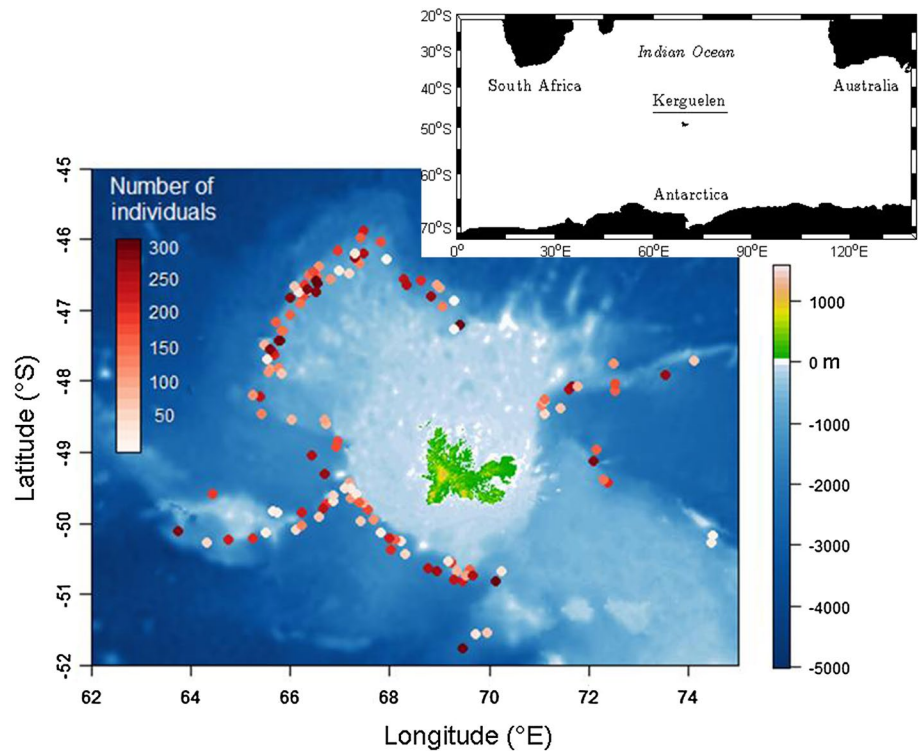 20°S
30°S
40°S
50°S
60°S
70°S
Indian Ocean
South Africa
Australia
Kerguelen
Antarctica
0°
30°E
60°E
90°E
120°E
Number of
individuals
300
250
200
150
100
50
-45
-46
-47
-48
-49
-50
-51
-52
Latitude (°S)
62
64
66
68
70
72
74
Longitude (°E)
1000
0 m
-1000
-2000
-3000
-4000
-5000